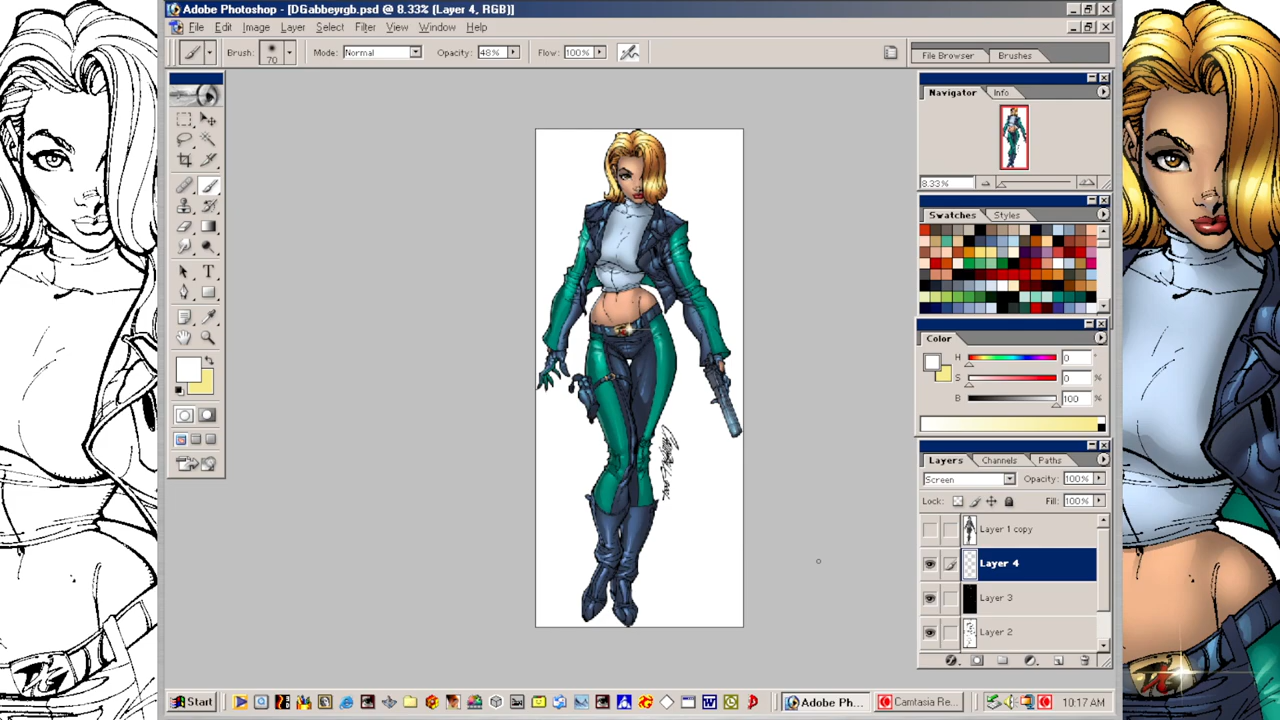 Adobe Photoshop - [DGabbeyrgb.psd @ 8.33% (Layer 4, RGB)]
File Edit Image Layer Select Filter View Window Help
Brush: 70 Mode: Normal Opacity: 48% Flow: 100% File Browser Brushes
Navigator Info
8.33%
Swatches Styles
Color
H 0 °
S 0 %
B 100 %
Layers Channels Paths
Screen Opacity: 100%
Lock: Fill: 100%
Layer 1 copy
Layer 4
Layer 3
Layer 2
Start Adobe Pho... Camtasia Re... 10:17 AM